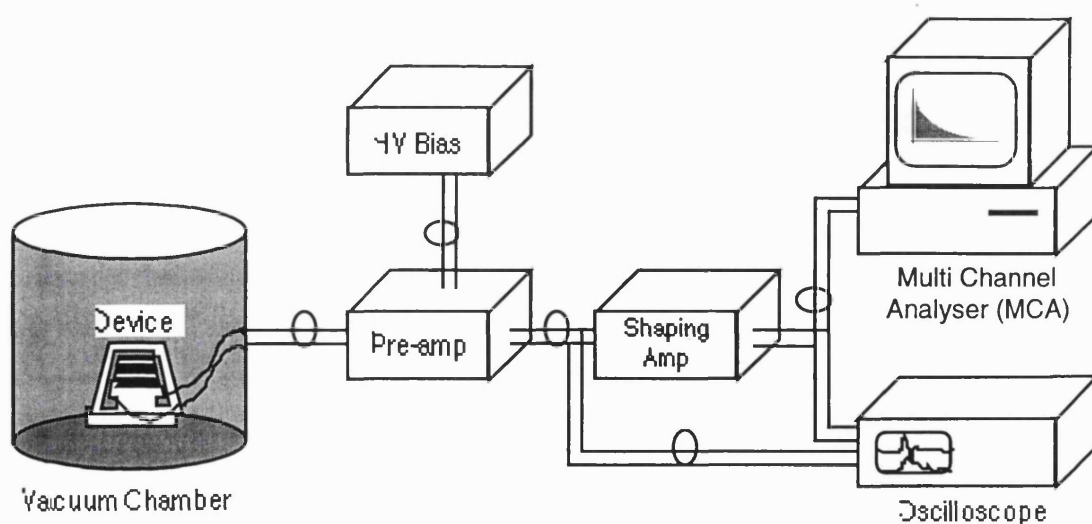 HV Bias
Device
Pre-amp
Shaping
Amp
Multi Channel
Analyser (MCA)
Vacuum Chamber
Oscilloscope